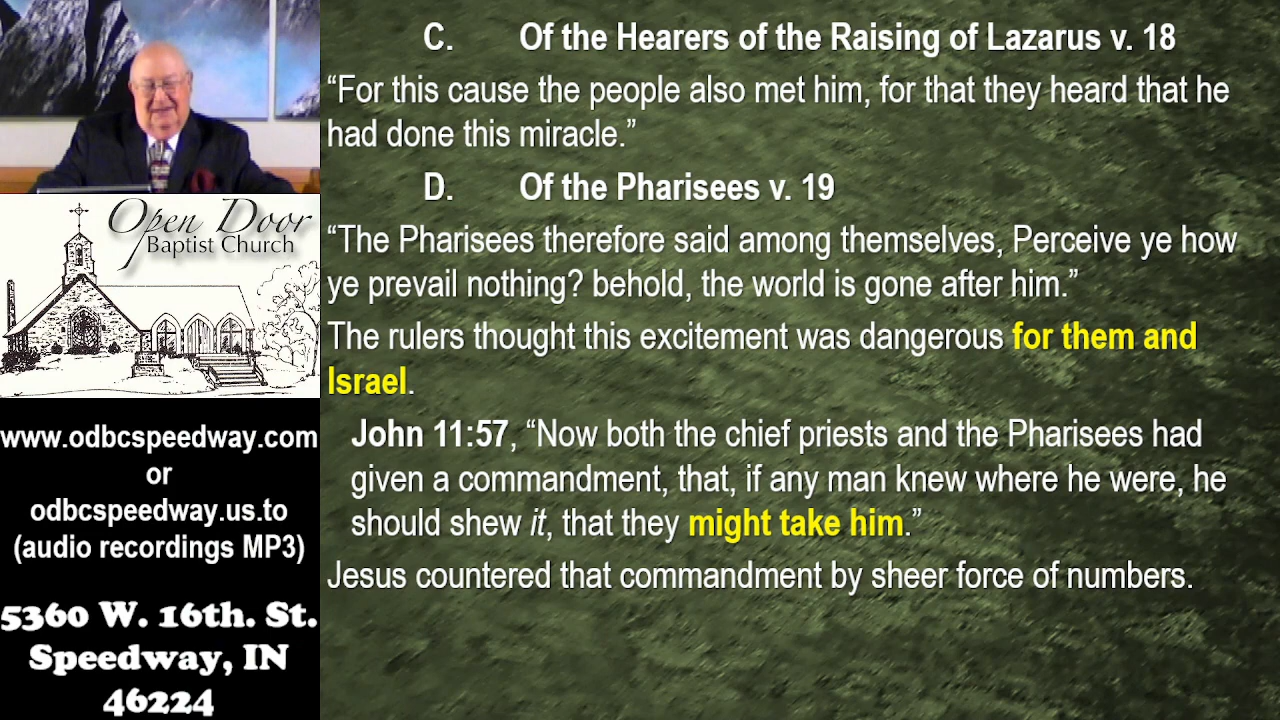 C. Of the Hearers of the Raising of Lazarus v. 18
“For this cause the people also met him, for that they heard that he
had done this miracle.”
D. Of the Pharisees v. 19
“The Pharisees therefore said among themselves, Perceive ye how
ye prevail nothing? behold, the world is gone after him.”
The rulers thought this excitement was dangerous for them and
Israel.
John 11:57, “Now both the chief priests and the Pharisees had
given a commandment, that, if any man knew where he were, he
should shew it, that they might take him.”
Jesus countered that commandment by sheer force of numbers.
Open Door
Baptist Church
www.odbcspeedway.com
or
odbcspeedway.us.to
(audio recordings MP3)
5360 W. 16th. St.
Speedway, IN
46224